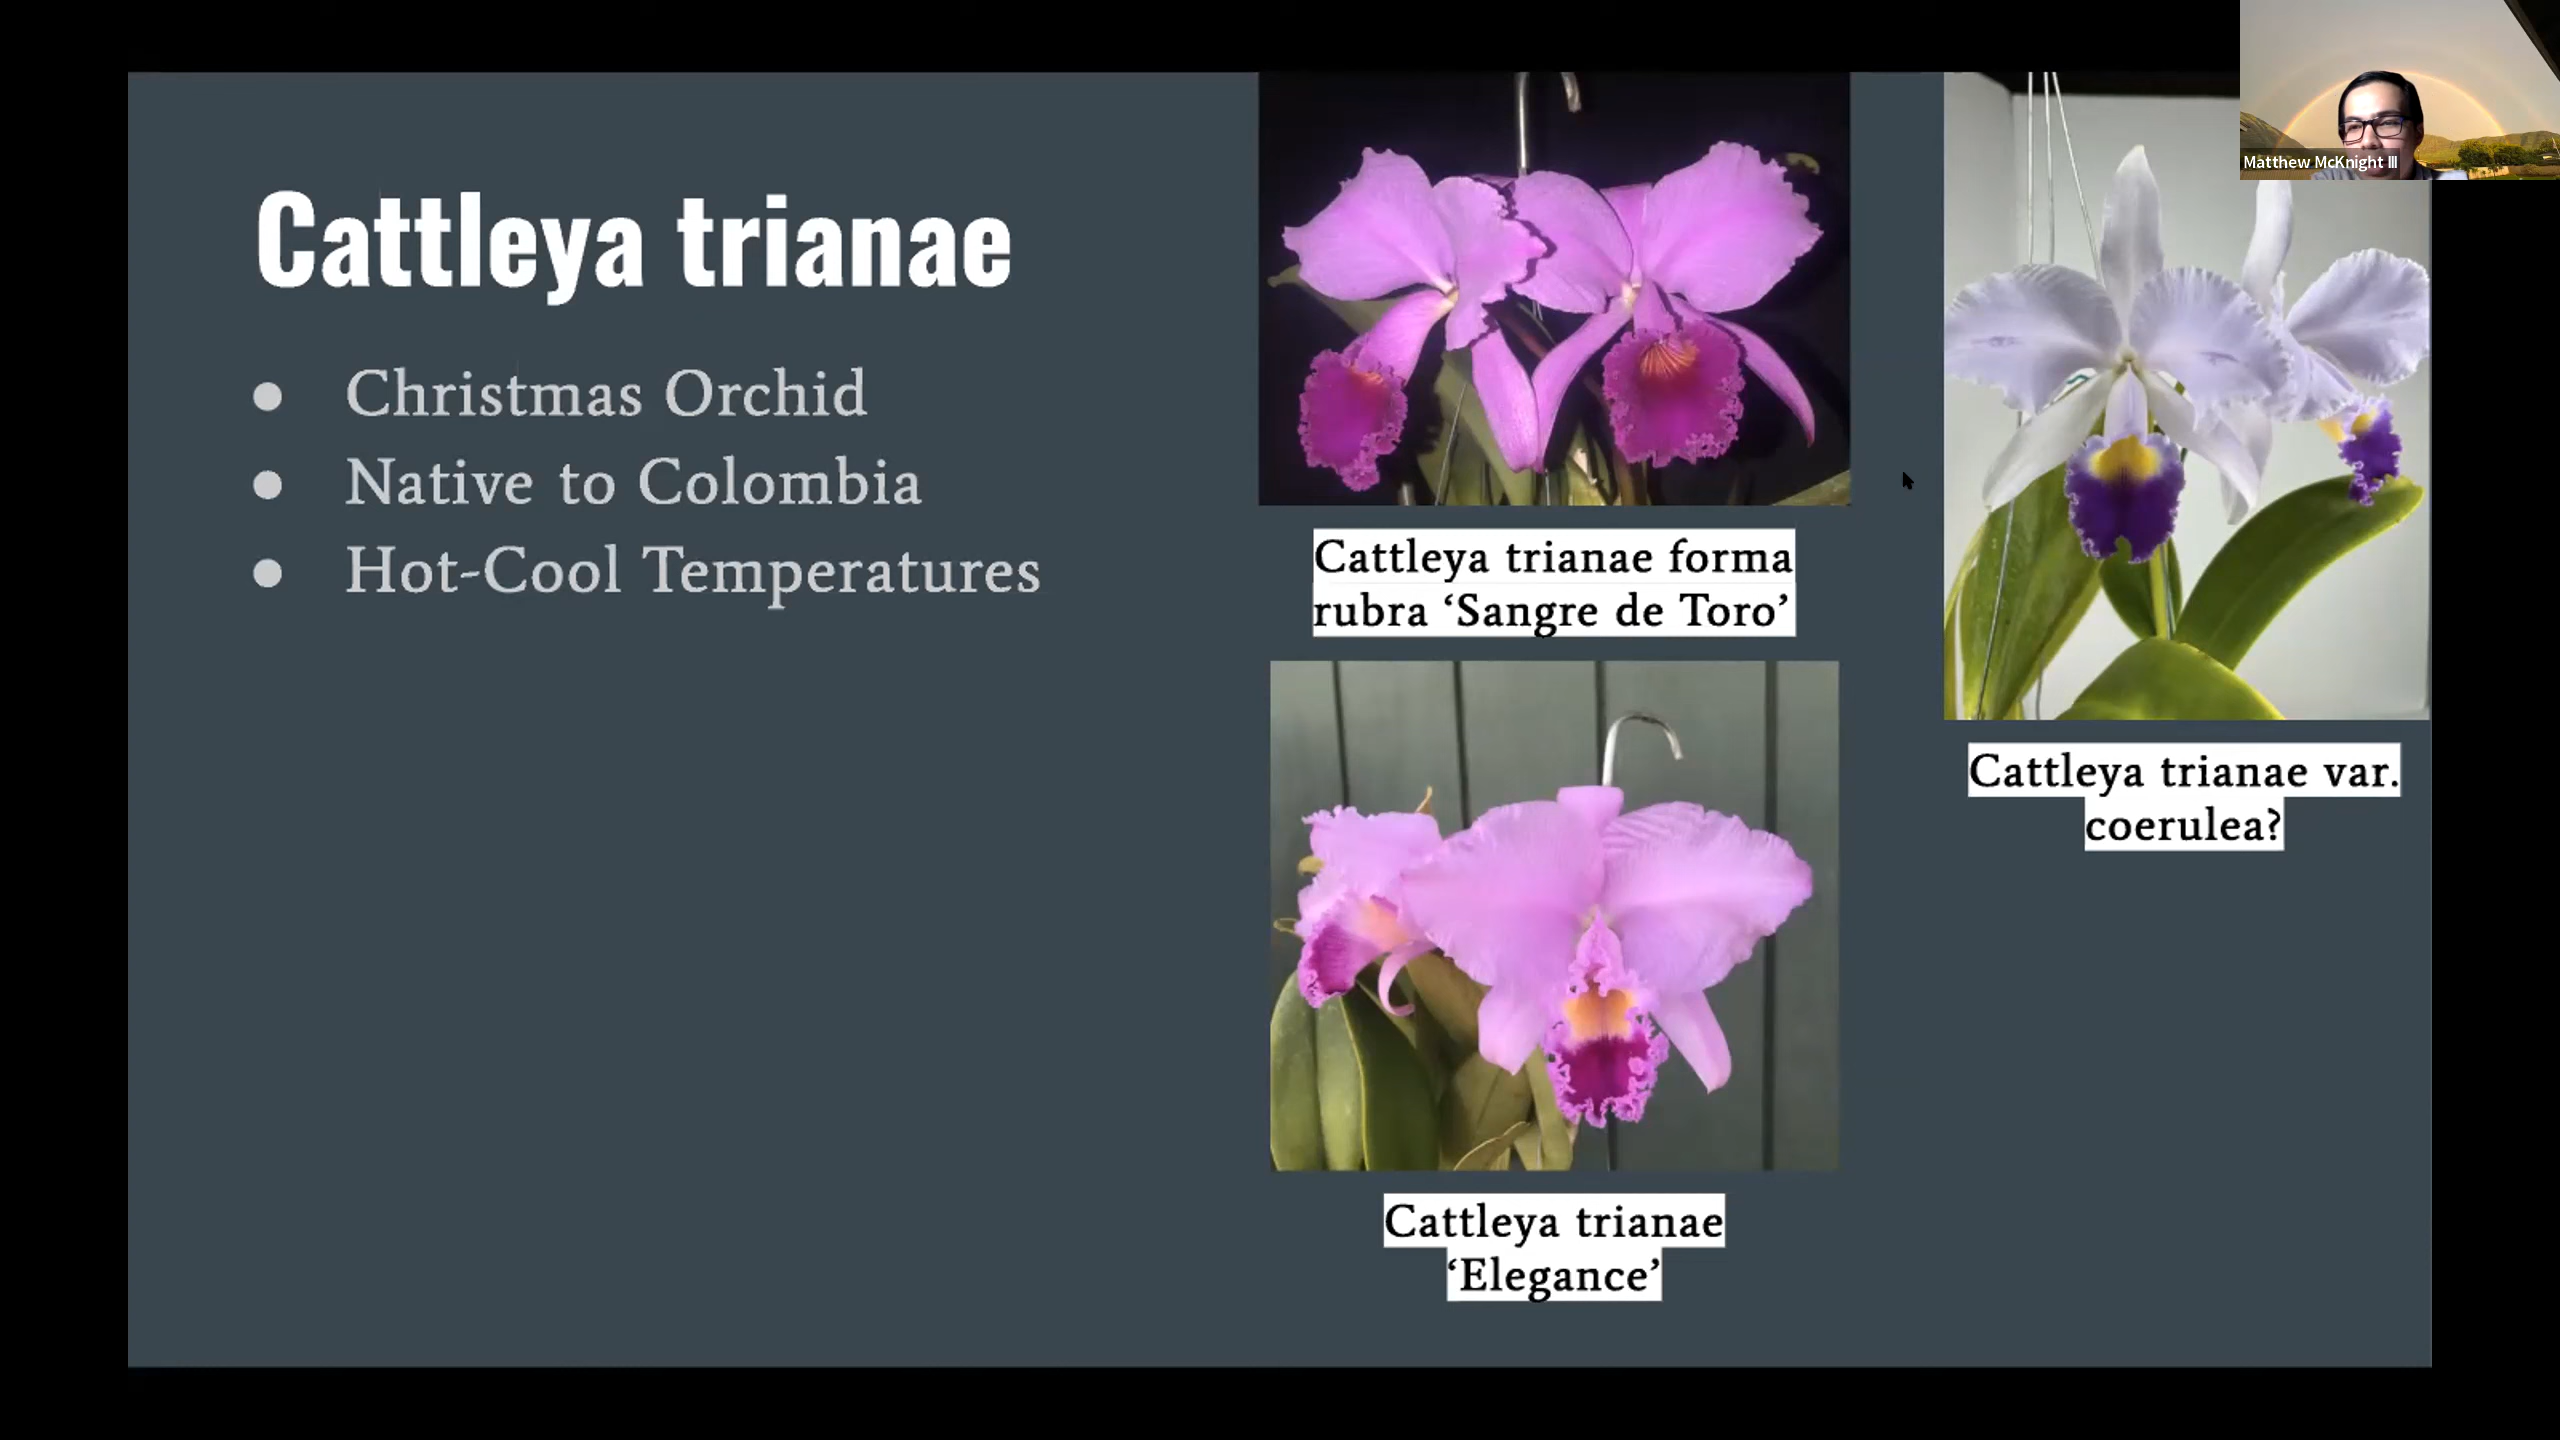 Cattleya trianae
● Christmas Orchid
● Native to Colombia
● Hot-Cool Temperatures
Cattleya trianae forma
rubra ‘Sangre de Toro’
Cattleya trianae
‘Elegance’
Cattleya trianae var.
coerulea?
Matthew McKnight III